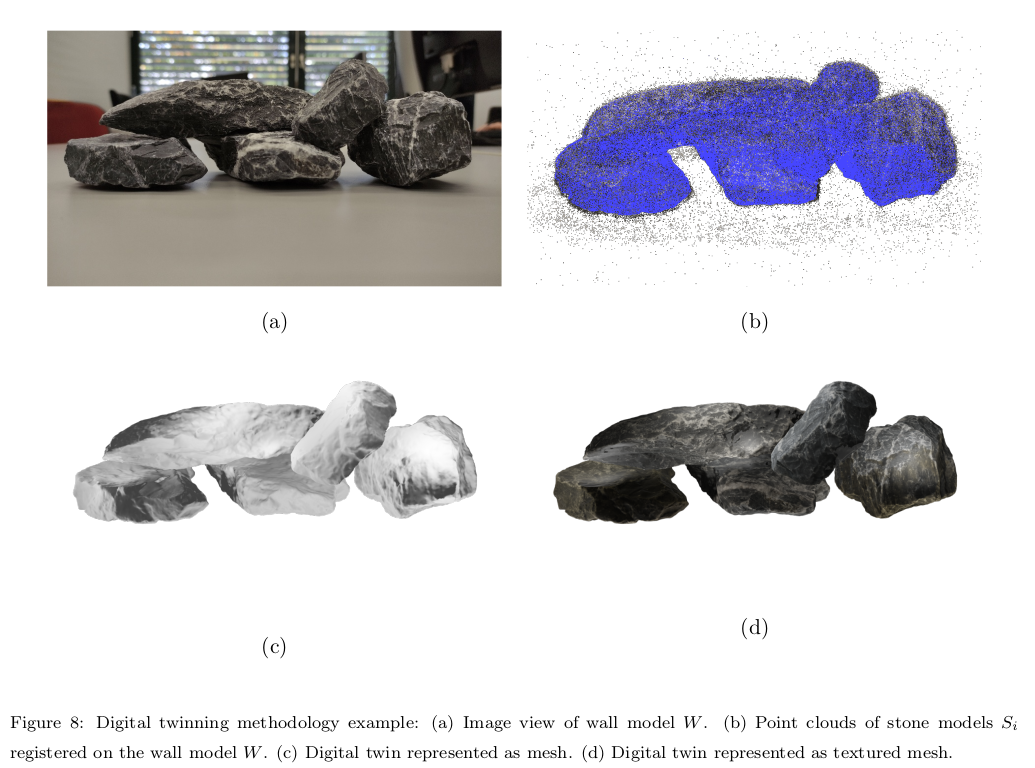 (a)
(b)
(c)
(d)
Figure 8: Digital twinning methodology example: (a) Image view of wall model W. (b) Point clouds of stone models Si
registered on the wall model W. (c) Digital twin represented as mesh. (d) Digital twin represented as textured mesh.